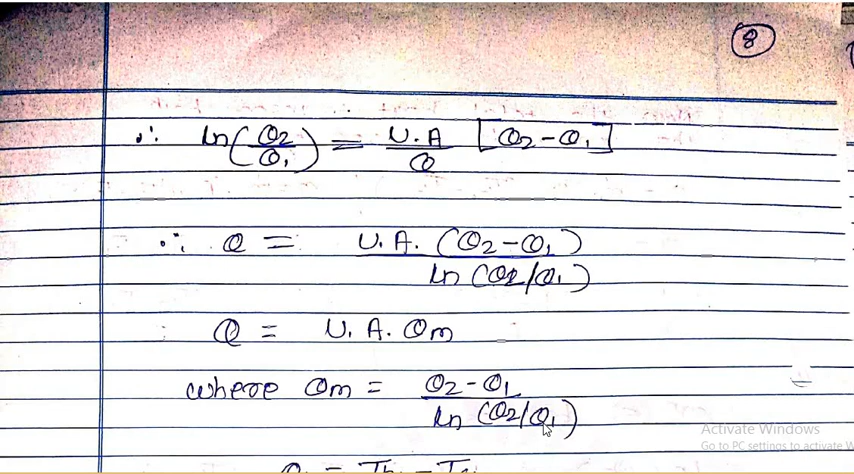 8
∴ ln(θ2/θ1) = U.A/Q [θ2-θ1]
∴ Q = U.A. (θ2-θ1)/ln(θ2/θ1)
Q = U.A. θm
where θm = θ2-θ1/ln(θ2/θ1)
Activate Windows
Go to PC settings to activate W